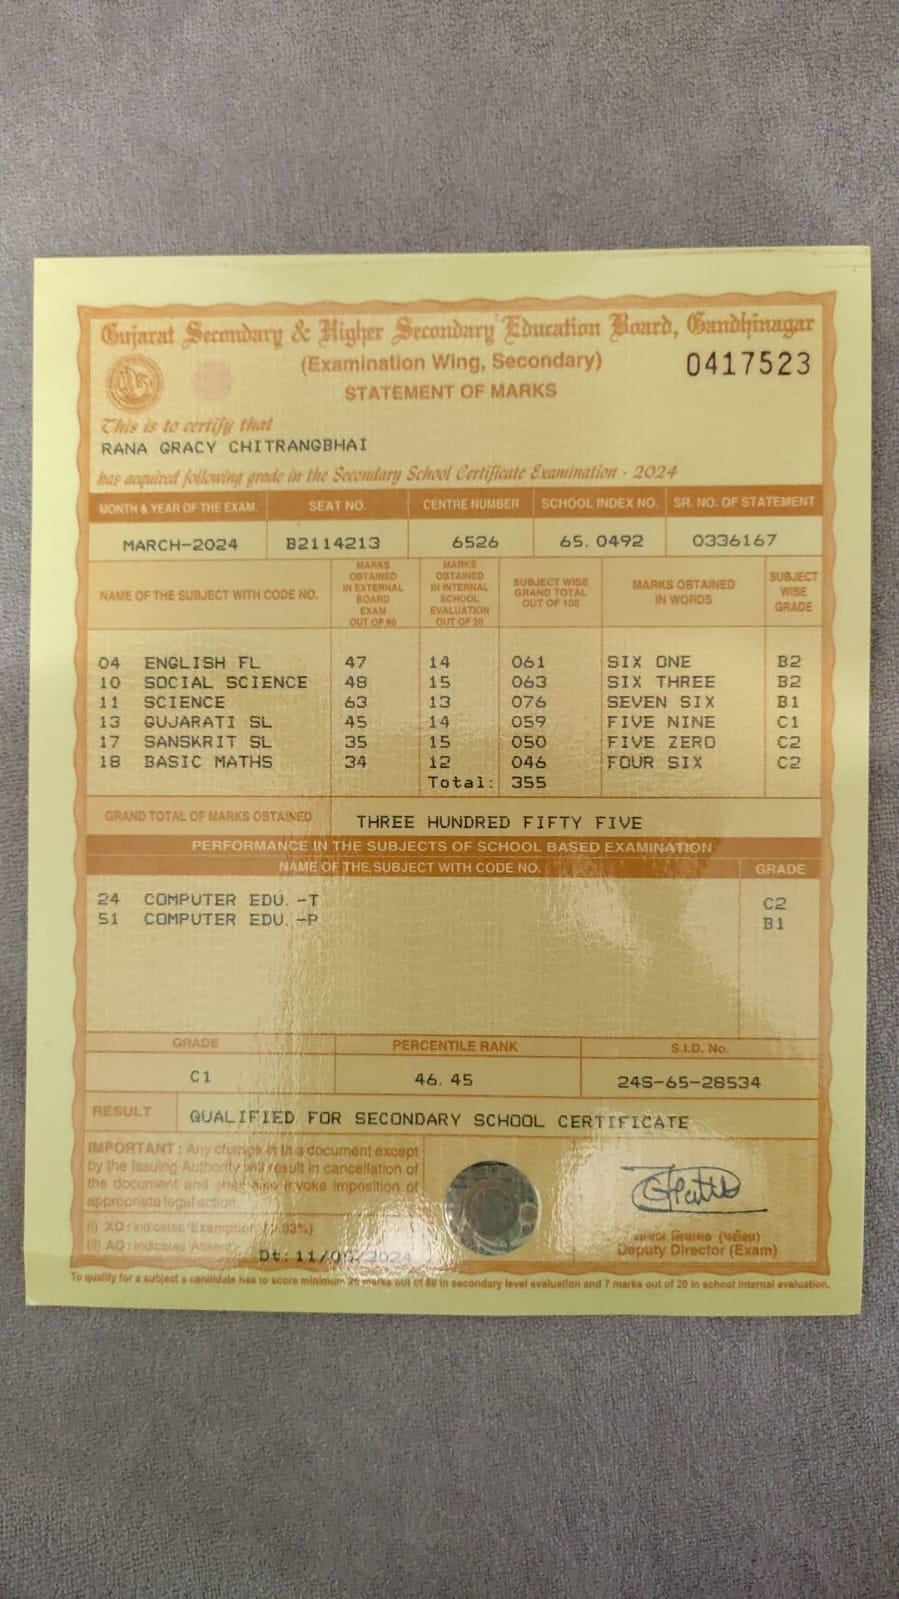 Gujarat Secondary & Higher Secondary Education Board, Gandhinagar
(Examination Wing, Secondary)
0417523
STATEMENT OF MARKS
This is to certify that
RANA GRACY CHITRANGBHAI
has acquired following grade in the Secondary School Certificate Examination - 2024
MONTH & YEAR OF THE EXAM. SEAT NO. CENTRE NUMBER SCHOOL INDEX NO. SR. NO. OF STATEMENT
MARCH-2024 B2114213 6526 65. 0492 0336167
NAME OF THE SUBJECT WITH CODE NO. MARKS OBTAINED IN EXTERNAL BOARD EXAM OUT OF 80 MARKS OBTAINED IN INTERNAL SCHOOL EVALUATION OUT OF 20 SUBJECT WISE GRAND TOTAL OUT OF 100 MARKS OBTAINED IN WORDS SUBJECT WISE GRADE
04 ENGLISH FL 47 14 061 SIX ONE B2
10 SOCIAL SCIENCE 48 15 063 SIX THREE B2
11 SCIENCE 63 13 076 SEVEN SIX B1
13 GUJARATI SL 45 14 059 FIVE NINE C1
17 SANSKRIT SL 35 15 050 FIVE ZERO C2
18 BASIC MATHS 34 12 046 FOUR SIX C2
Total: 355
GRAND TOTAL OF MARKS OBTAINED THREE HUNDRED FIFTY FIVE
PERFORMANCE IN THE SUBJECTS OF SCHOOL BASED EXAMINATION
NAME OF THE SUBJECT WITH CODE NO. GRADE
24 COMPUTER EDU. -T C2
51 COMPUTER EDU. -P B1
GRADE PERCENTILE RANK S.I.D. No.
C1 46. 45 24S-65-28534
RESULT QUALIFIED FOR SECONDARY SCHOOL CERTIFICATE
IMPORTANT : Any change in this document except
by the Issuing Authority will result in cancellation of
the document and shall also invoke imposition of
appropriate legal action.
(i) XO : Indicates 'Exemption'
(ii) AO : Indicates 'Absent'
Dt: 11/05/2024
નાયબ નિયામક (પરીક્ષા)
Deputy Director (Exam)
To qualify for a subject a candidate has to score minimum marks out of 80 in secondary level evaluation and 7 marks out of 20 in school internal evaluation.